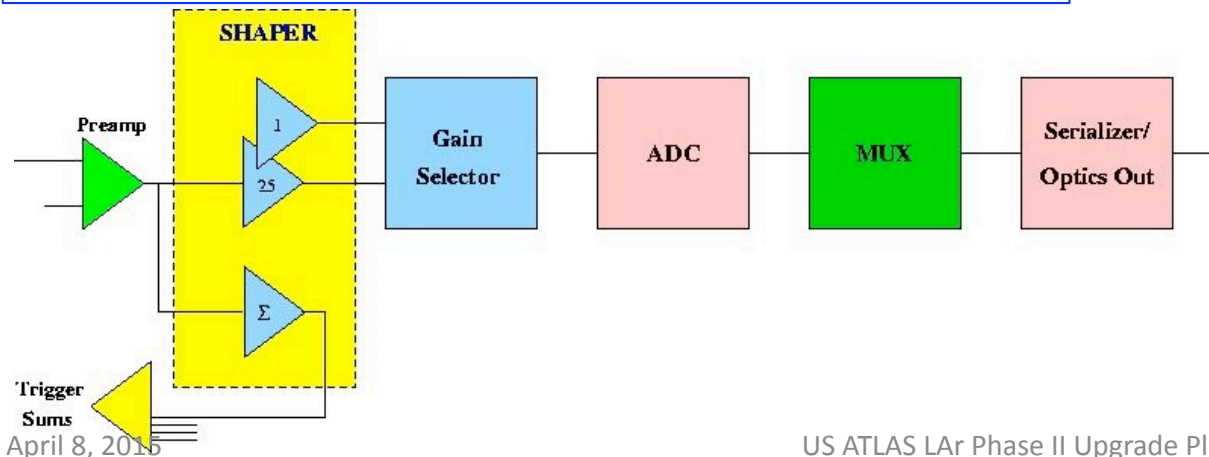 SHAPER
Preamp
1
25
Σ
Gain
Selector
ADC
MUX
Serializer/
Optics Out
Trigger
Sums
April 8, 2015
US ATLAS LAr Phase II Upgrade Pl